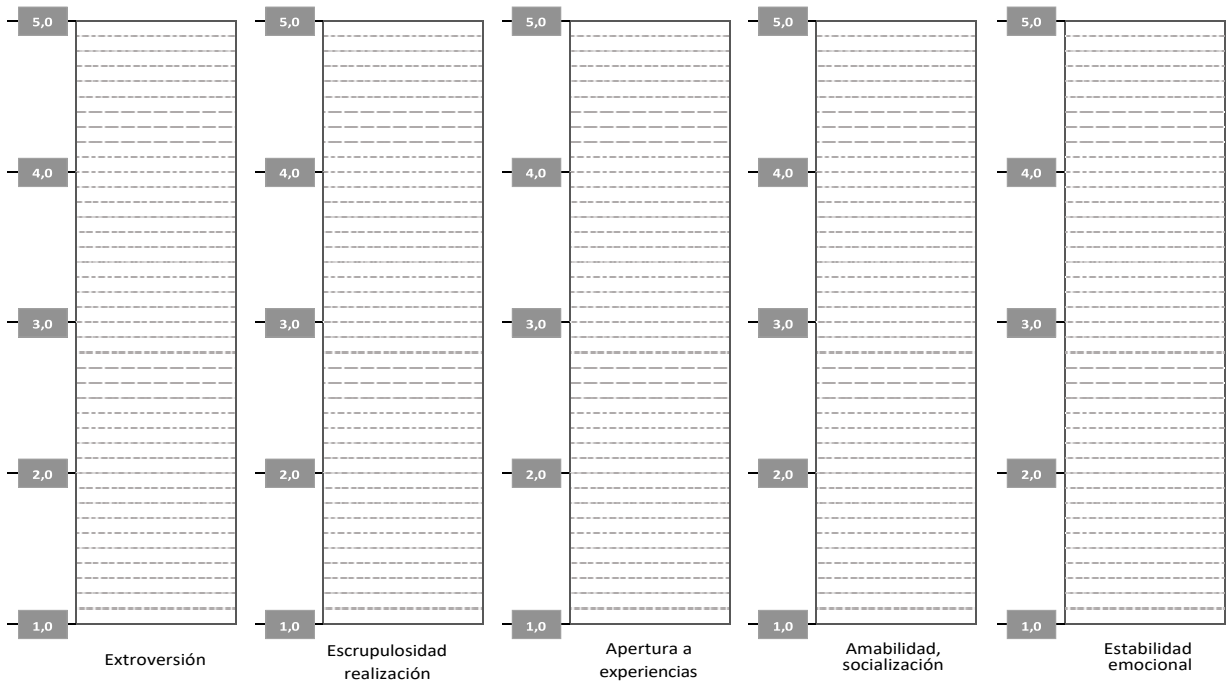 5,0 5,0 5,0 5,0 5,0
4,0 4,0 4,0 4,0 4,0
3,0 3,0 3,0 3,0 3,0
2,0 2,0 2,0 2,0 2,0
1,0 1,0 1,0 1,0 1,0
Extroversión
Escrupulosidad
realización
Apertura a
experiencias
Amabilidad,
socialización
Estabilidad
emocional